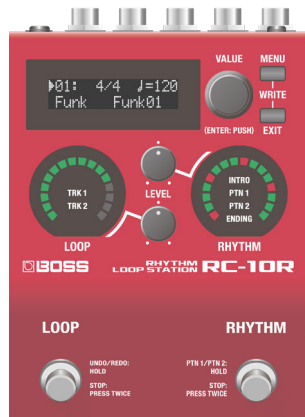 01: 4/4 ♩=120
Funk Funk01
VALUE
(ENTER: PUSH)
MENU
WRITE
EXIT
TRK 1
TRK 2
LOOP
LEVEL
INTRO
PTN 1
PTN 2
ENDING
RHYTHM
BOSS
RHYTHM
LOOP STATION RC-10R
LOOP
UNDO/REDO:
HOLD
STOP:
PRESS TWICE
RHYTHM
PTN 1/PTN 2:
HOLD
STOP:
PRESS TWICE